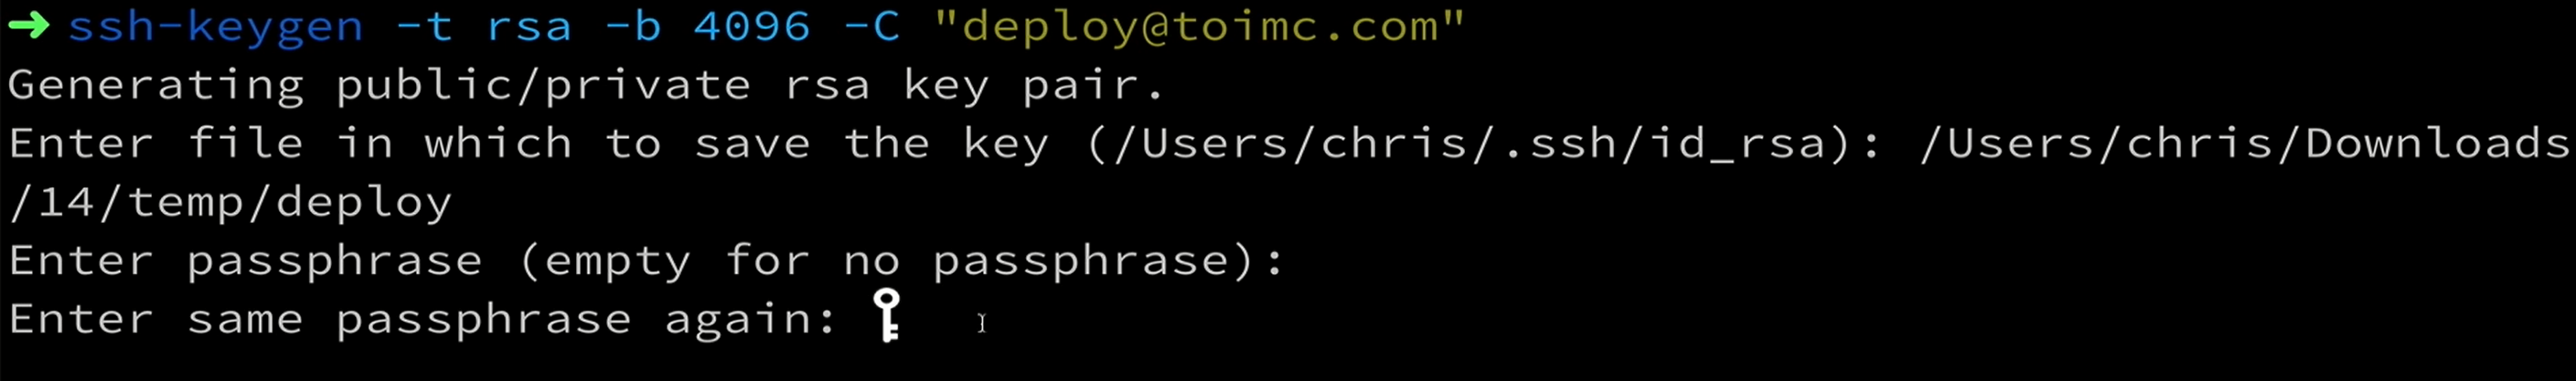 ➜ ssh-keygen -t rsa -b 4096 -C "deploy@toimc.com"
Generating public/private rsa key pair.
Enter file in which to save the key (/Users/chris/.ssh/id_rsa): /Users/chris/Downloads
/14/temp/deploy
Enter passphrase (empty for no passphrase):
Enter same passphrase again: